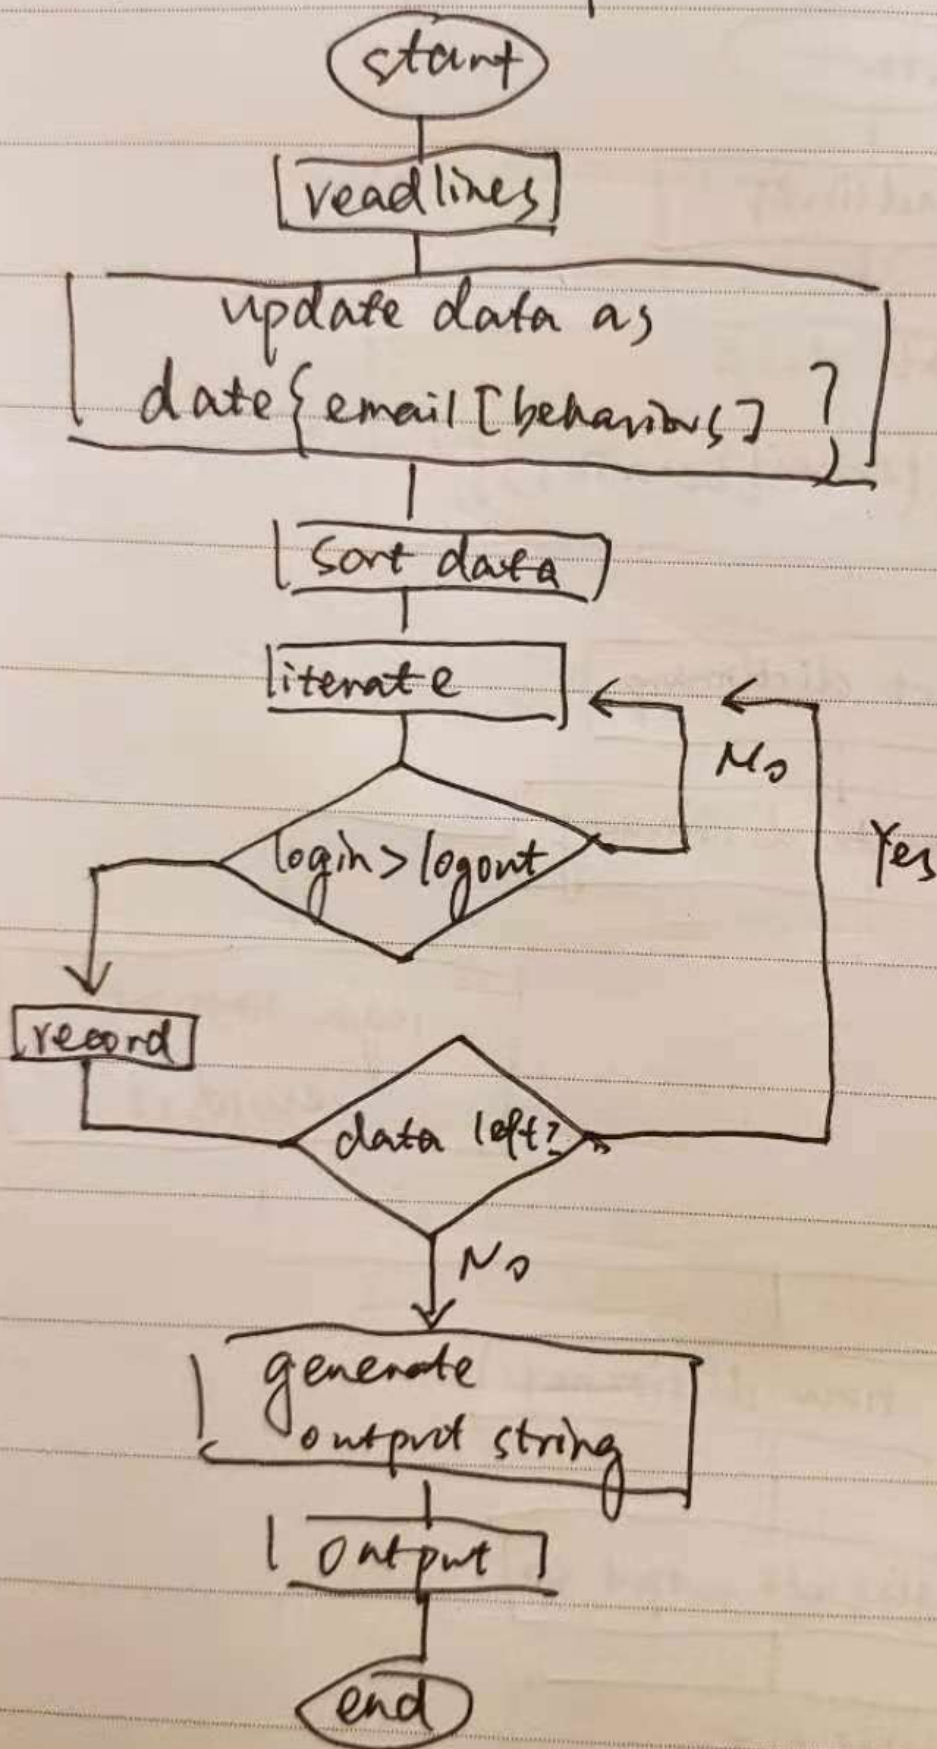 start
readlines
update data as
date{email[behaviors] }
sort data
iterate
No
login>logout
Yes
record
data left?
No
generate
output string
output
end